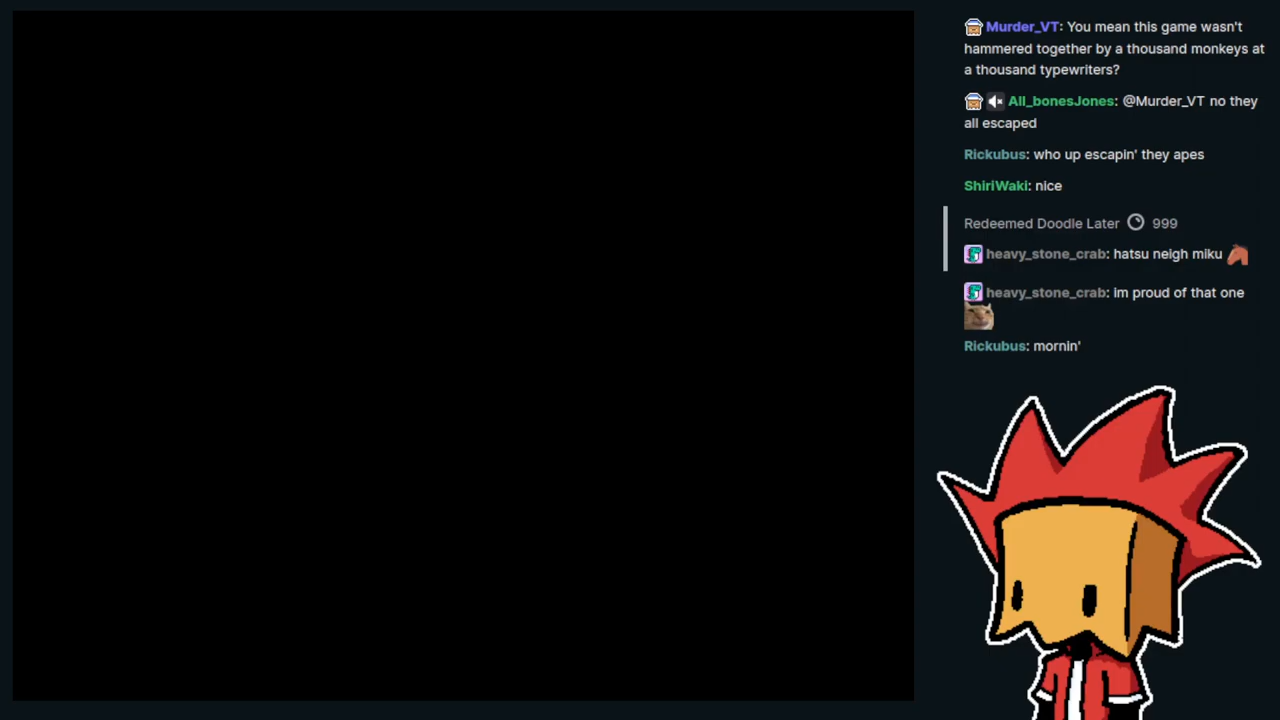 Murder_VT: You mean this game wasn't
hammered together by a thousand monkeys at
a thousand typewriters?
All_bonesJones: @Murder_VT no they
all escaped
Rickubus: who up escapin' they apes
ShiriWaki: nice
Redeemed Doodle Later 999
heavy_stone_crab: hatsu neigh miku
heavy_stone_crab: im proud of that one
Rickubus: mornin'